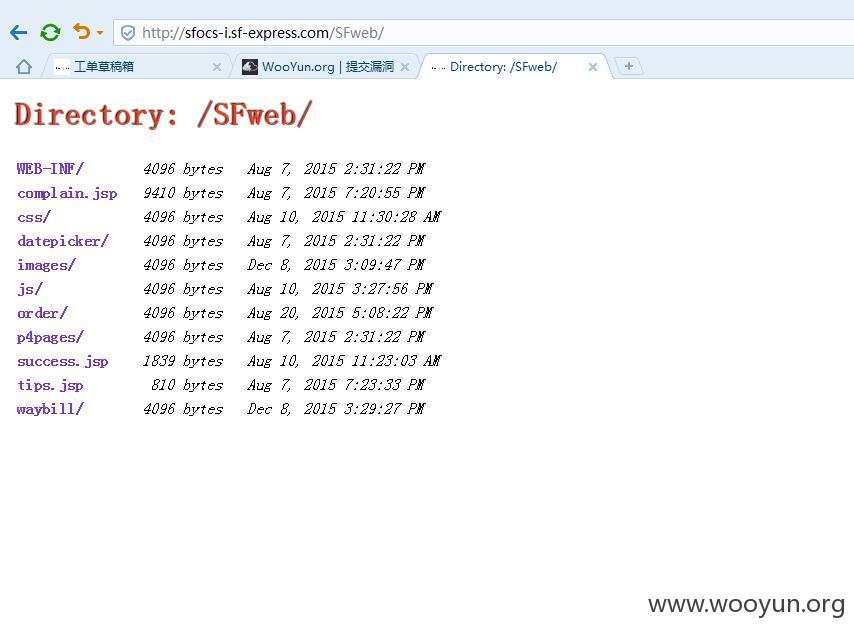 http://sfocs-i.sf-express.com/SFweb/
工单草稿箱 WooYun.org | 提交漏洞 Directory: /SFweb/
Directory: /SFweb/
WEB-INF/ 4096 bytes Aug 7, 2015 2:31:22 PM
complain.jsp 9410 bytes Aug 7, 2015 7:20:55 PM
css/ 4096 bytes Aug 10, 2015 11:30:28 AM
datepicker/ 4096 bytes Aug 7, 2015 2:31:22 PM
images/ 4096 bytes Dec 8, 2015 3:09:47 PM
js/ 4096 bytes Aug 10, 2015 3:27:56 PM
order/ 4096 bytes Aug 20, 2015 5:08:22 PM
p4pages/ 4096 bytes Aug 7, 2015 2:31:22 PM
success.jsp 1839 bytes Aug 10, 2015 11:23:03 AM
tips.jsp 810 bytes Aug 7, 2015 7:23:33 PM
waybill/ 4096 bytes Dec 8, 2015 3:29:27 PM
www.wooyun.org